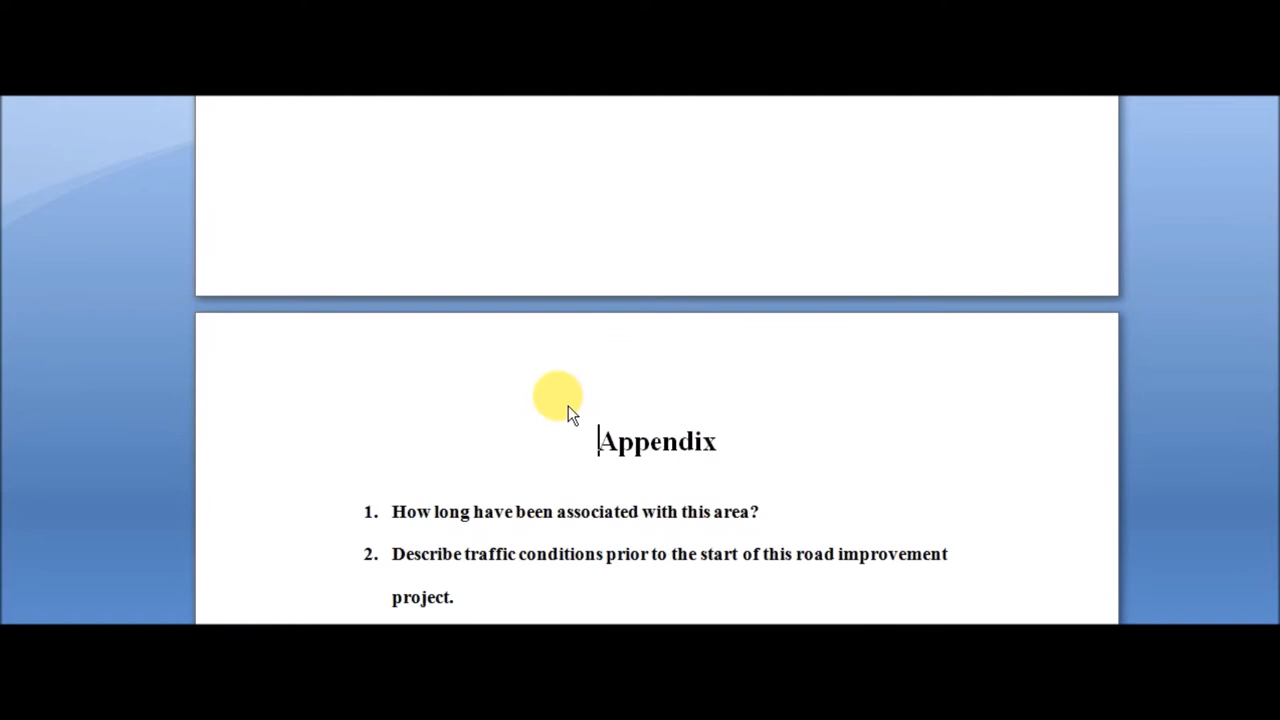 Appendix
1. How long have been associated with this area?
2. Describe traffic conditions prior to the start of this road improvement
project.